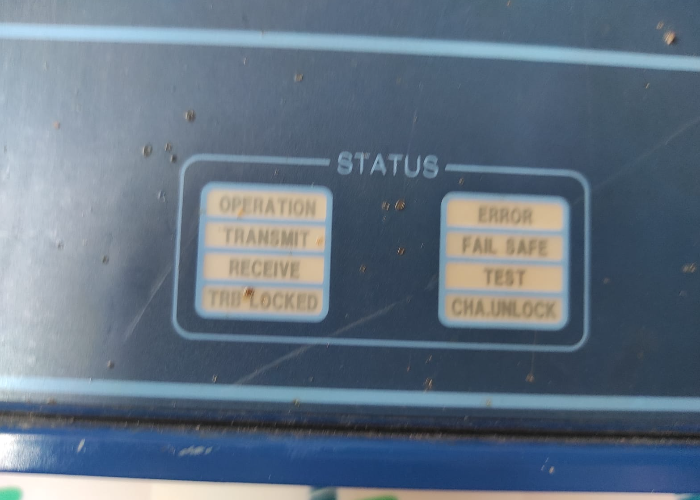 STATUS
OPERATION
TRANSMIT
RECEIVE
TRB LOCKED
ERROR
FAIL SAFE
TEST
CHA.UNLOCK